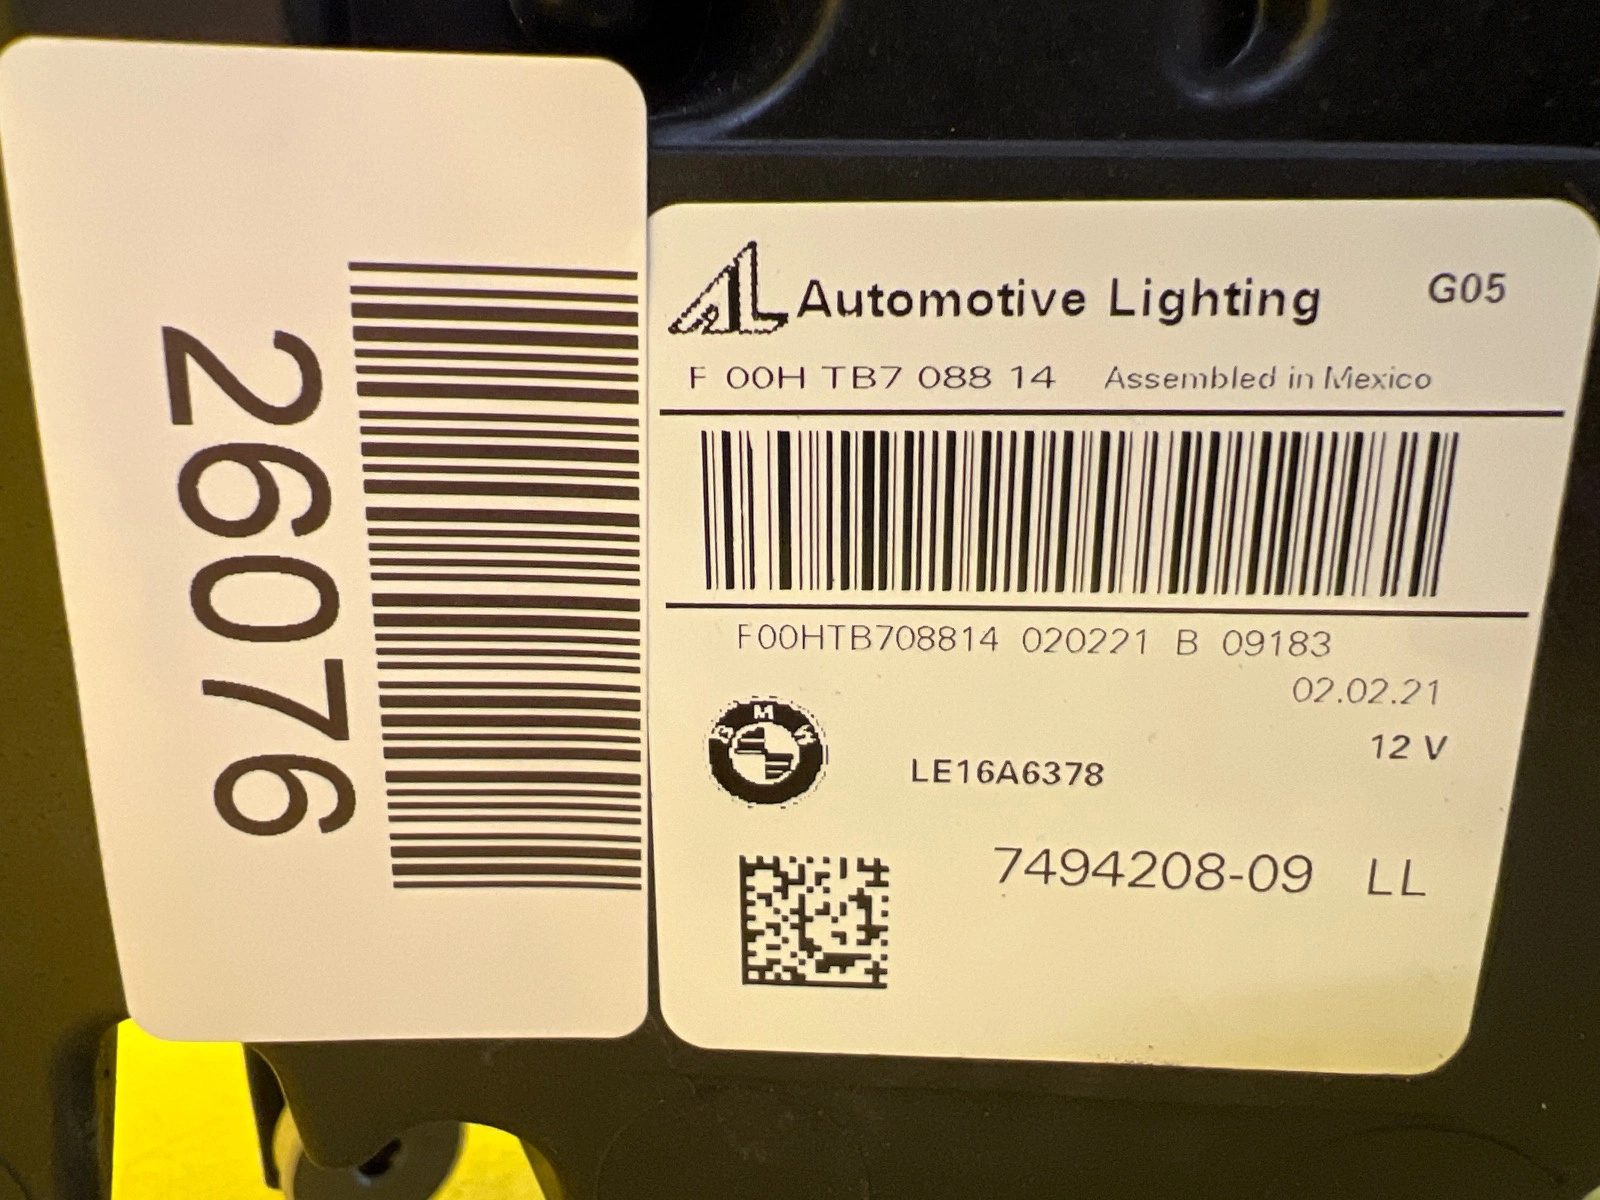 26076
AL Automotive Lighting G05
F 00H TB7 088 14 Assembled in Mexico
F00HTB708814 020221 B 09183
02.02.21
12 V
BMW
LE16A6378
7494208-09 LL